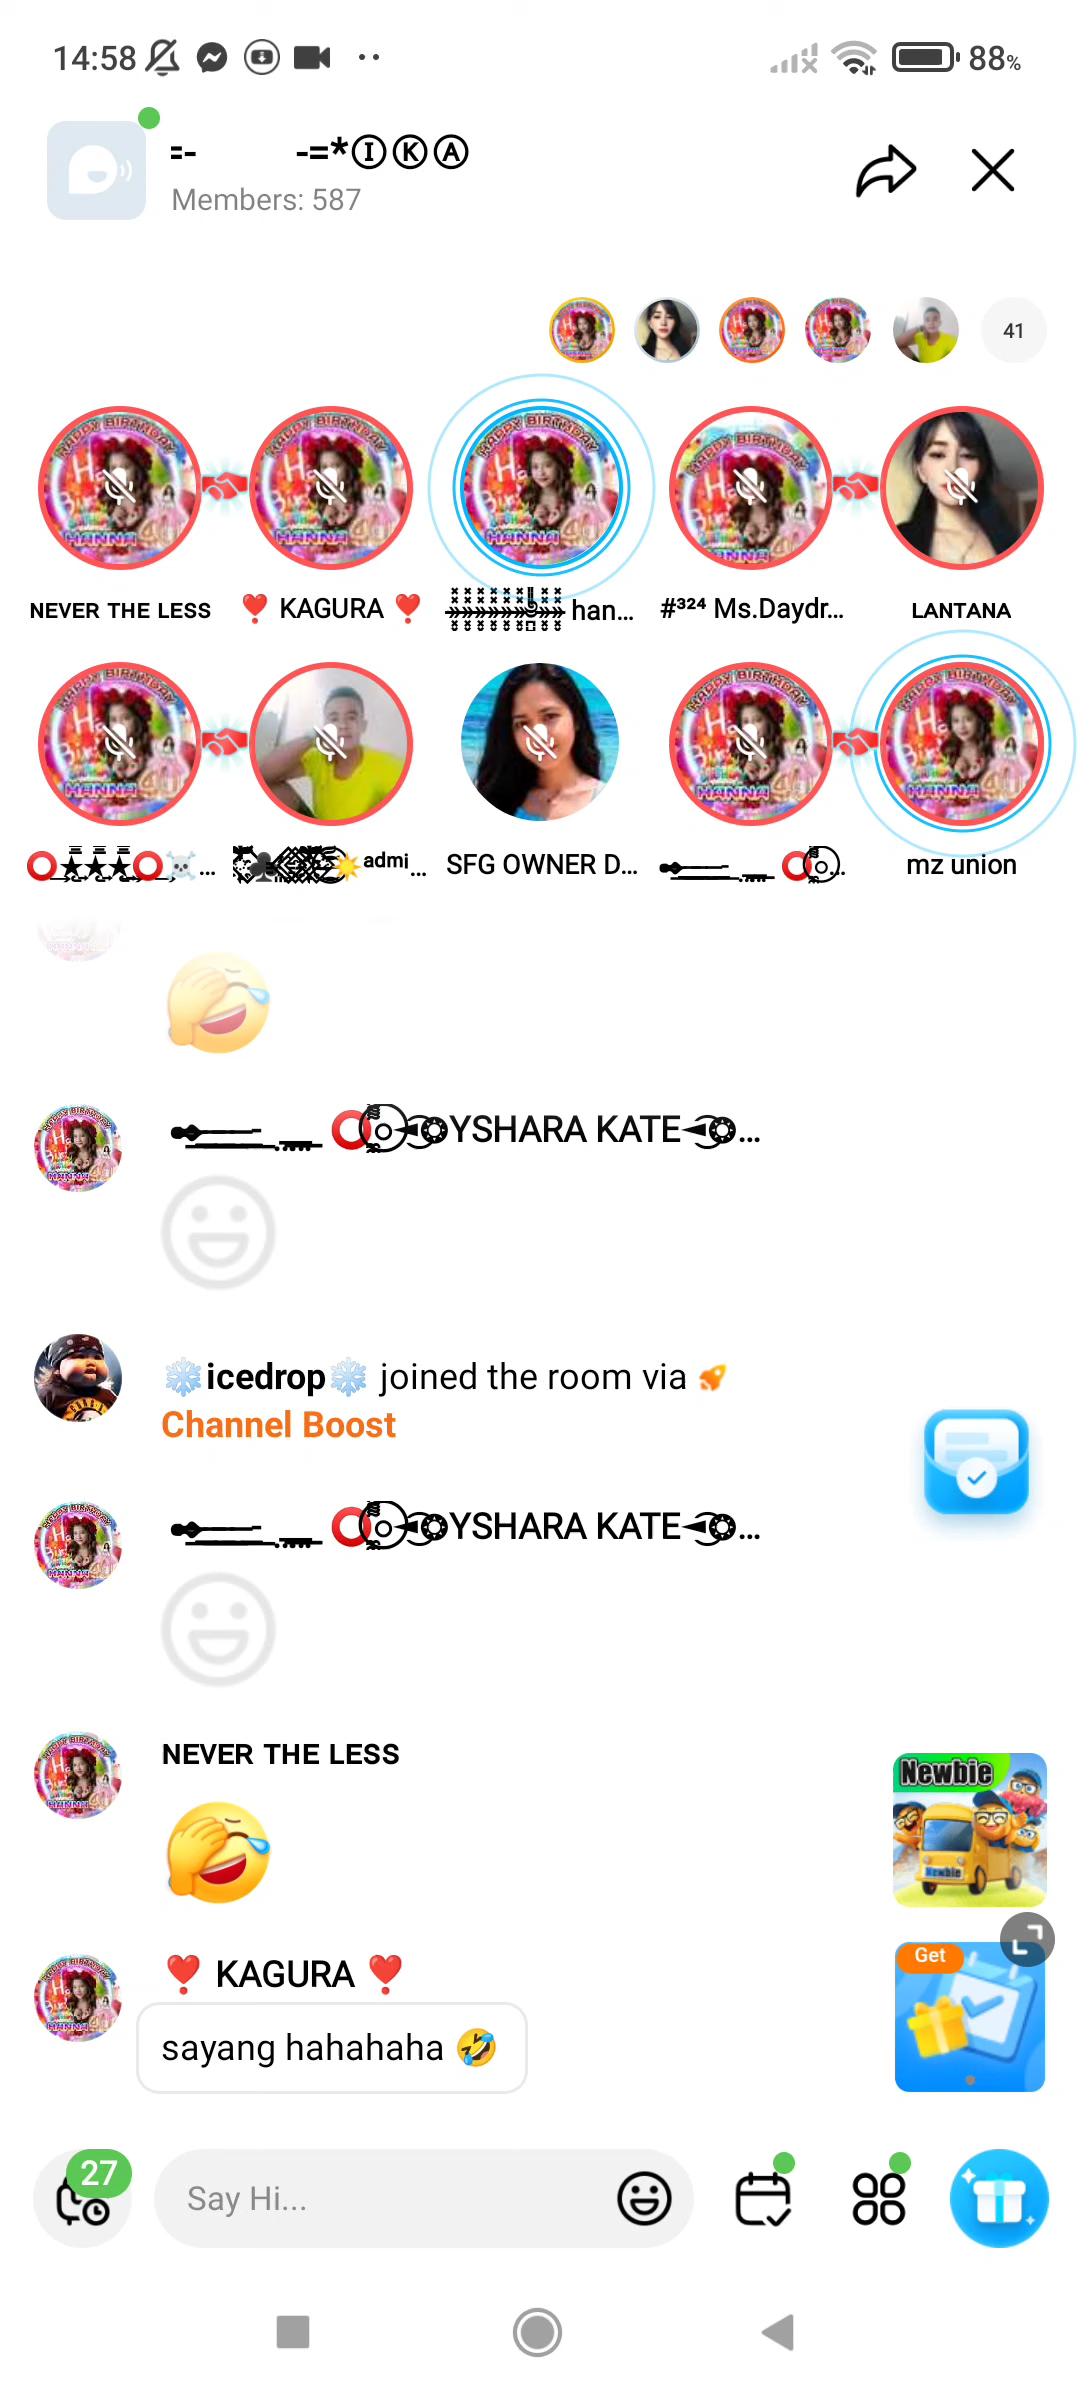 14:58
88%
=- -=*ⒾⓀⒶ
Members: 587
41
NEVER THE LESS
❣️ KAGURA ❣️
han...
#³²⁴ Ms.Daydr...
LANTANA
⭕★★★⭕☠️...
ᵃᵈᵐⁱ...
SFG OWNER D...
mz union
YSHARA KATE...
❄️icedrop❄️ joined the room via 🚀
Channel Boost
YSHARA KATE...
NEVER THE LESS
Newbie
Newbie
❣️ KAGURA ❣️
Get
sayang hahahaha 🤣
27
Say Hi...